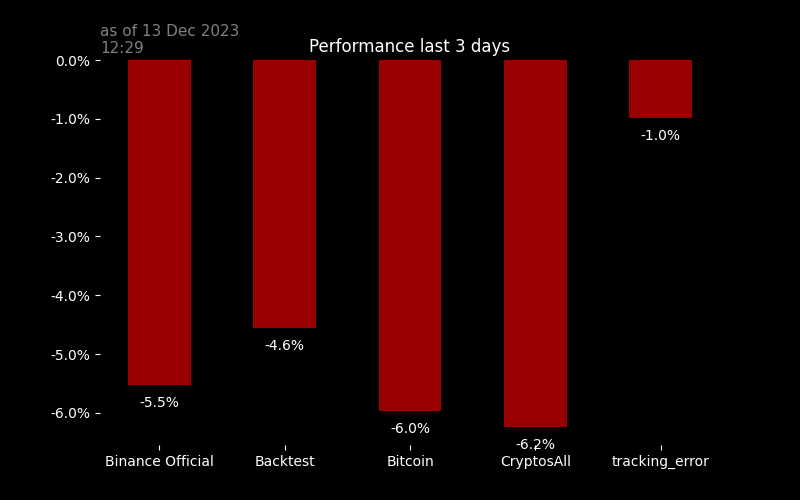 as of 13 Dec 2023
12:29
Performance last 3 days
0.0%
-1.0%
-2.0%
-3.0%
-4.0%
-5.0%
-6.0%
-5.5%
-4.6%
-6.0%
-6.2%
-1.0%
Binance Official
Backtest
Bitcoin
CryptosAll
tracking_error